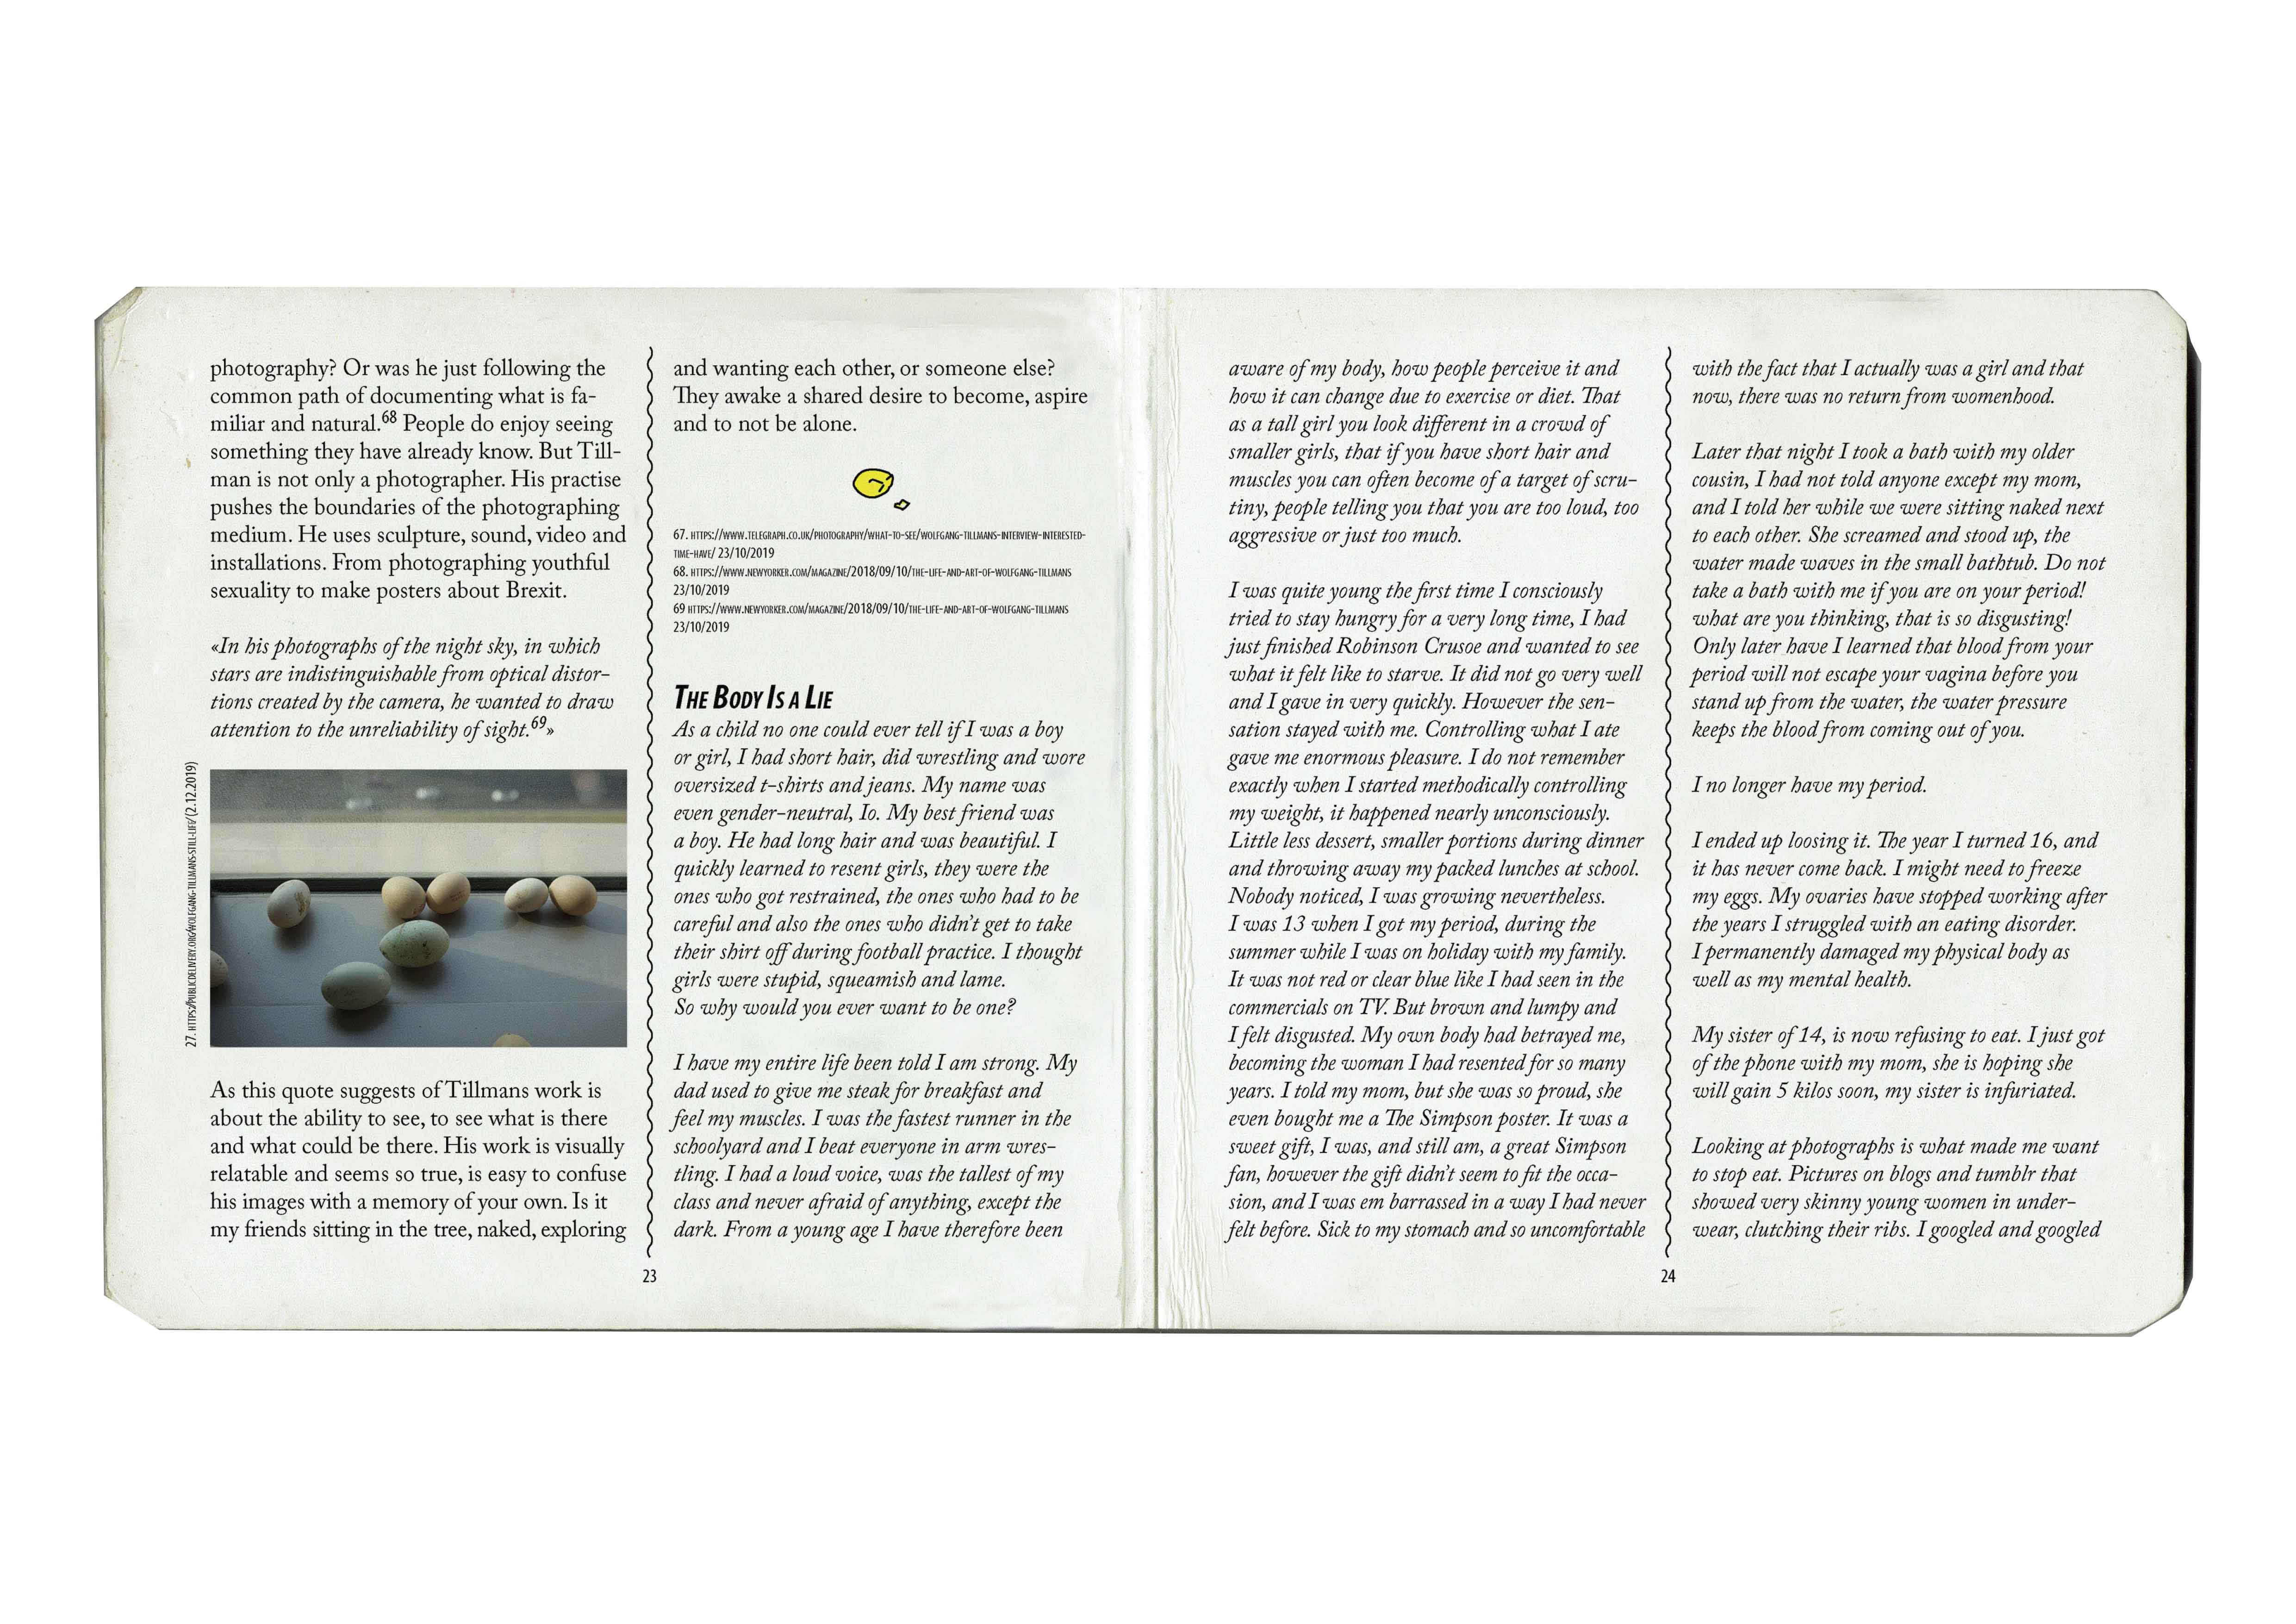 photography? Or was he just following the
common path of documenting what is fa-
miliar and natural.68 People do enjoy seeing
something they have already know. But Till-
man is not only a photographer. His practise
pushes the boundaries of the photographing
medium. He uses sculpture, sound, video and
installations. From photographing youthful
sexuality to make posters about Brexit.
«In his photographs of the night sky, in which
stars are indistinguishable from optical distor-
tions created by the camera, he wanted to draw
attention to the unreliability of sight.69»
27. HTTPS://PUBLICDELIVERY.ORG/WOLFGANG-TILLMANS-STILL-LIFE/ (2.12.2019)
As this quote suggests of Tillmans work is
about the ability to see, to see what is there
and what could be there. His work is visually
relatable and seems so true, is easy to confuse
his images with a memory of your own. Is it
my friends sitting in the tree, naked, exploring
and wanting each other, or someone else?
They awake a shared desire to become, aspire
and to not be alone.
67. HTTPS://WWW.TELEGRAPH.CO.UK/PHOTOGRAPHY/WHAT-TO-SEE/WOLFGANG-TILLMANS-INTERVIEW-INTERESTED-
TIME-HAVE/ 23/10/2019
68. HTTPS://WWW.NEWYORKER.COM/MAGAZINE/2018/09/10/THE-LIFE-AND-ART-OF-WOLFGANG-TILLMANS
23/10/2019
69 HTTPS://WWW.NEWYORKER.COM/MAGAZINE/2018/09/10/THE-LIFE-AND-ART-OF-WOLFGANG-TILLMANS
23/10/2019
THE BODY IS A LIE
As a child no one could ever tell if I was a boy
or girl, I had short hair, did wrestling and wore
oversized t-shirts and jeans. My name was
even gender-neutral, Io. My best friend was
a boy. He had long hair and was beautiful. I
quickly learned to resent girls, they were the
ones who got restrained, the ones who had to be
careful and also the ones who didn't get to take
their shirt off during football practice. I thought
girls were stupid, squeamish and lame.
So why would you ever want to be one?
I have my entire life been told I am strong. My
dad used to give me steak for breakfast and
feel my muscles. I was the fastest runner in the
schoolyard and I beat everyone in arm wres-
tling. I had a loud voice, was the tallest of my
class and never afraid of anything, except the
dark. From a young age I have therefore been
23
aware of my body, how people perceive it and
how it can change due to exercise or diet. That
as a tall girl you look different in a crowd of
smaller girls, that if you have short hair and
muscles you can often become of a target of scru-
tiny, people telling you that you are too loud, too
aggressive or just too much.
I was quite young the first time I consciously
tried to stay hungry for a very long time, I had
just finished Robinson Crusoe and wanted to see
what it felt like to starve. It did not go very well
and I gave in very quickly. However the sen-
sation stayed with me. Controlling what I ate
gave me enormous pleasure. I do not remember
exactly when I started methodically controlling
my weight, it happened nearly unconsciously.
Little less dessert, smaller portions during dinner
and throwing away my packed lunches at school.
Nobody noticed, I was growing nevertheless.
I was 13 when I got my period, during the
summer while I was on holiday with my family.
It was not red or clear blue like I had seen in the
commercials on TV. But brown and lumpy and
I felt disgusted. My own body had betrayed me,
becoming the woman I had resented for so many
years. I told my mom, but she was so proud, she
even bought me a The Simpson poster. It was a
sweet gift, I was, and still am, a great Simpson
fan, however the gift didn't seem to fit the occa-
sion, and I was em barrassed in a way I had never
felt before. Sick to my stomach and so uncomfortable
with the fact that I actually was a girl and that
now, there was no return from womenhood.
Later that night I took a bath with my older
cousin, I had not told anyone except my mom,
and I told her while we were sitting naked next
to each other. She screamed and stood up, the
water made waves in the small bathtub. Do not
take a bath with me if you are on your period!
what are you thinking, that is so disgusting!
Only later have I learned that blood from your
period will not escape your vagina before you
stand up from the water, the water pressure
keeps the blood from coming out of you.
I no longer have my period.
I ended up loosing it. The year I turned 16, and
it has never come back. I might need to freeze
my eggs. My ovaries have stopped working after
the years I struggled with an eating disorder.
I permanently damaged my physical body as
well as my mental health.
My sister of 14, is now refusing to eat. I just got
of the phone with my mom, she is hoping she
will gain 5 kilos soon, my sister is infuriated.
Looking at photographs is what made me want
to stop eat. Pictures on blogs and tumblr that
showed very skinny young women in under-
wear, clutching their ribs. I googled and googled
24